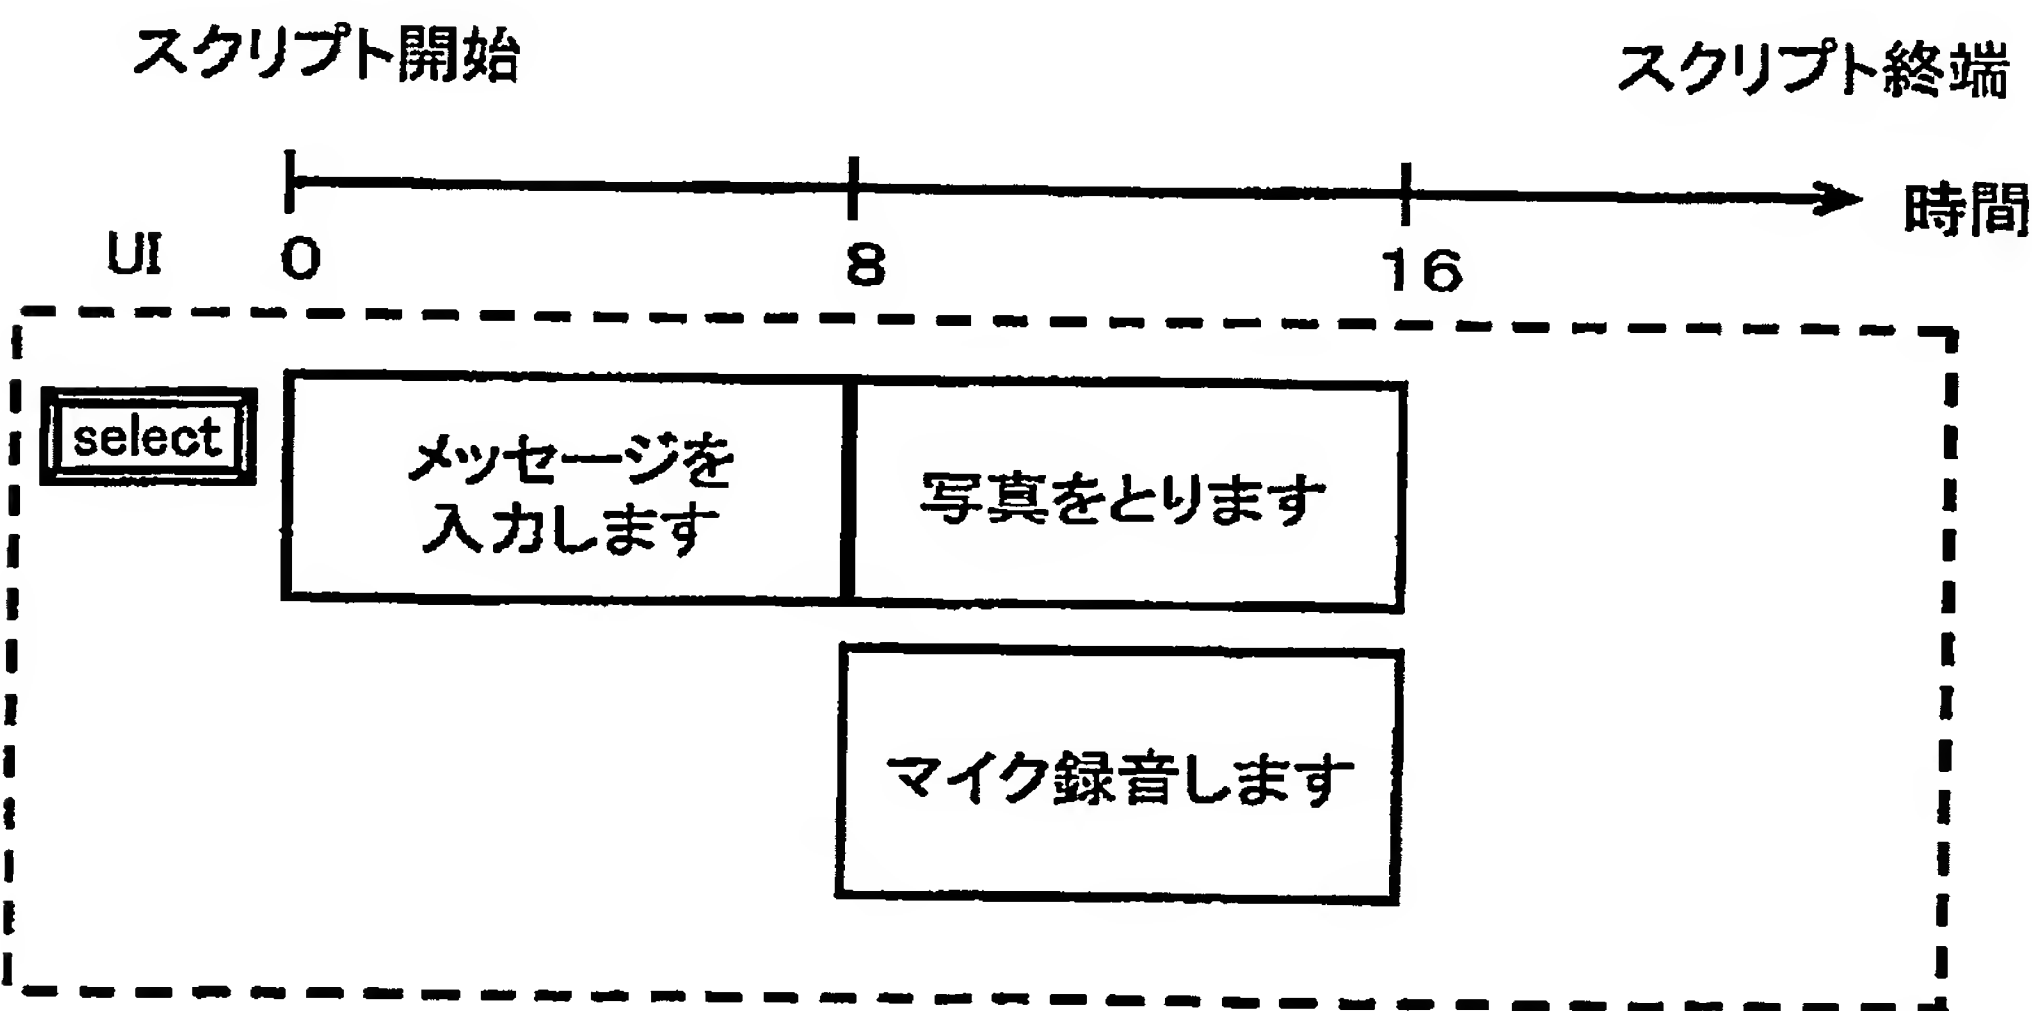 スクリプト開始
スクリプト終端
時間
UI
0
8
16
select
メッセージを
入力します
写真をとります
マイク録音します